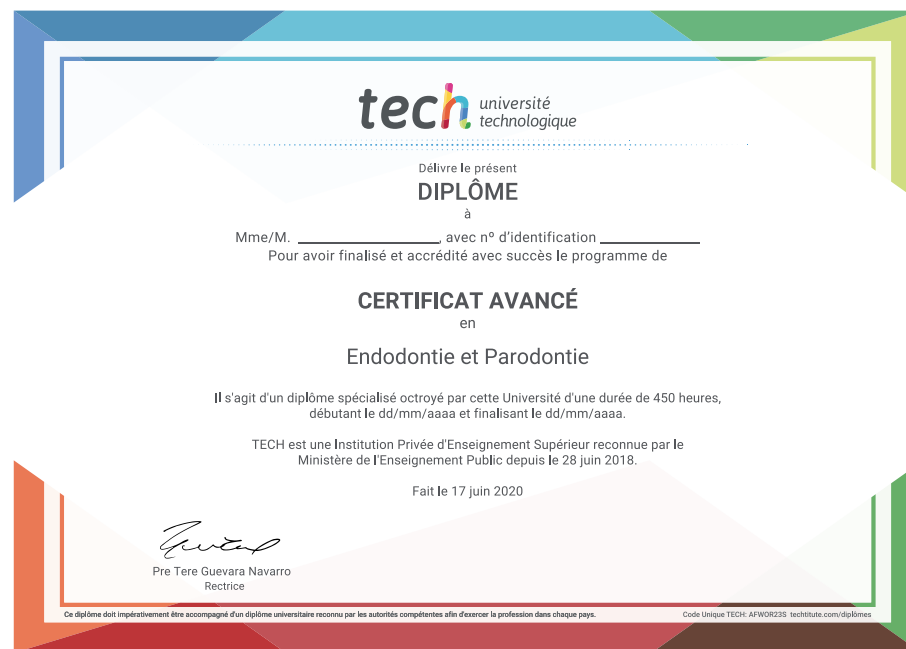 tech université
technologique
Délivre le présent
DIPLÔME
à
Mme/M. ____________________, avec nº d'identification ______________
Pour avoir finalisé et accrédité avec succès le programme de
CERTIFICAT AVANCÉ
en
Endodontie et Parodontie
Il s'agit d'un diplôme spécialisé octroyé par cette Université d'une durée de 450 heures,
débutant le dd/mm/aaaa et finalisant le dd/mm/aaaa.
TECH est une Institution Privée d'Enseignement Supérieur reconnue par le
Ministère de l'Enseignement Public depuis le 28 juin 2018.
Fait le 17 juin 2020
Pre Tere Guevara Navarro
Rectrice
Ce diplôme doit impérativement être accompagné d'un diplôme universitaire reconnu par les autorités compétentes afin d'exercer la profession dans chaque pays.
Code Unique TECH: AFWOR23S techtitute.com/diplômes